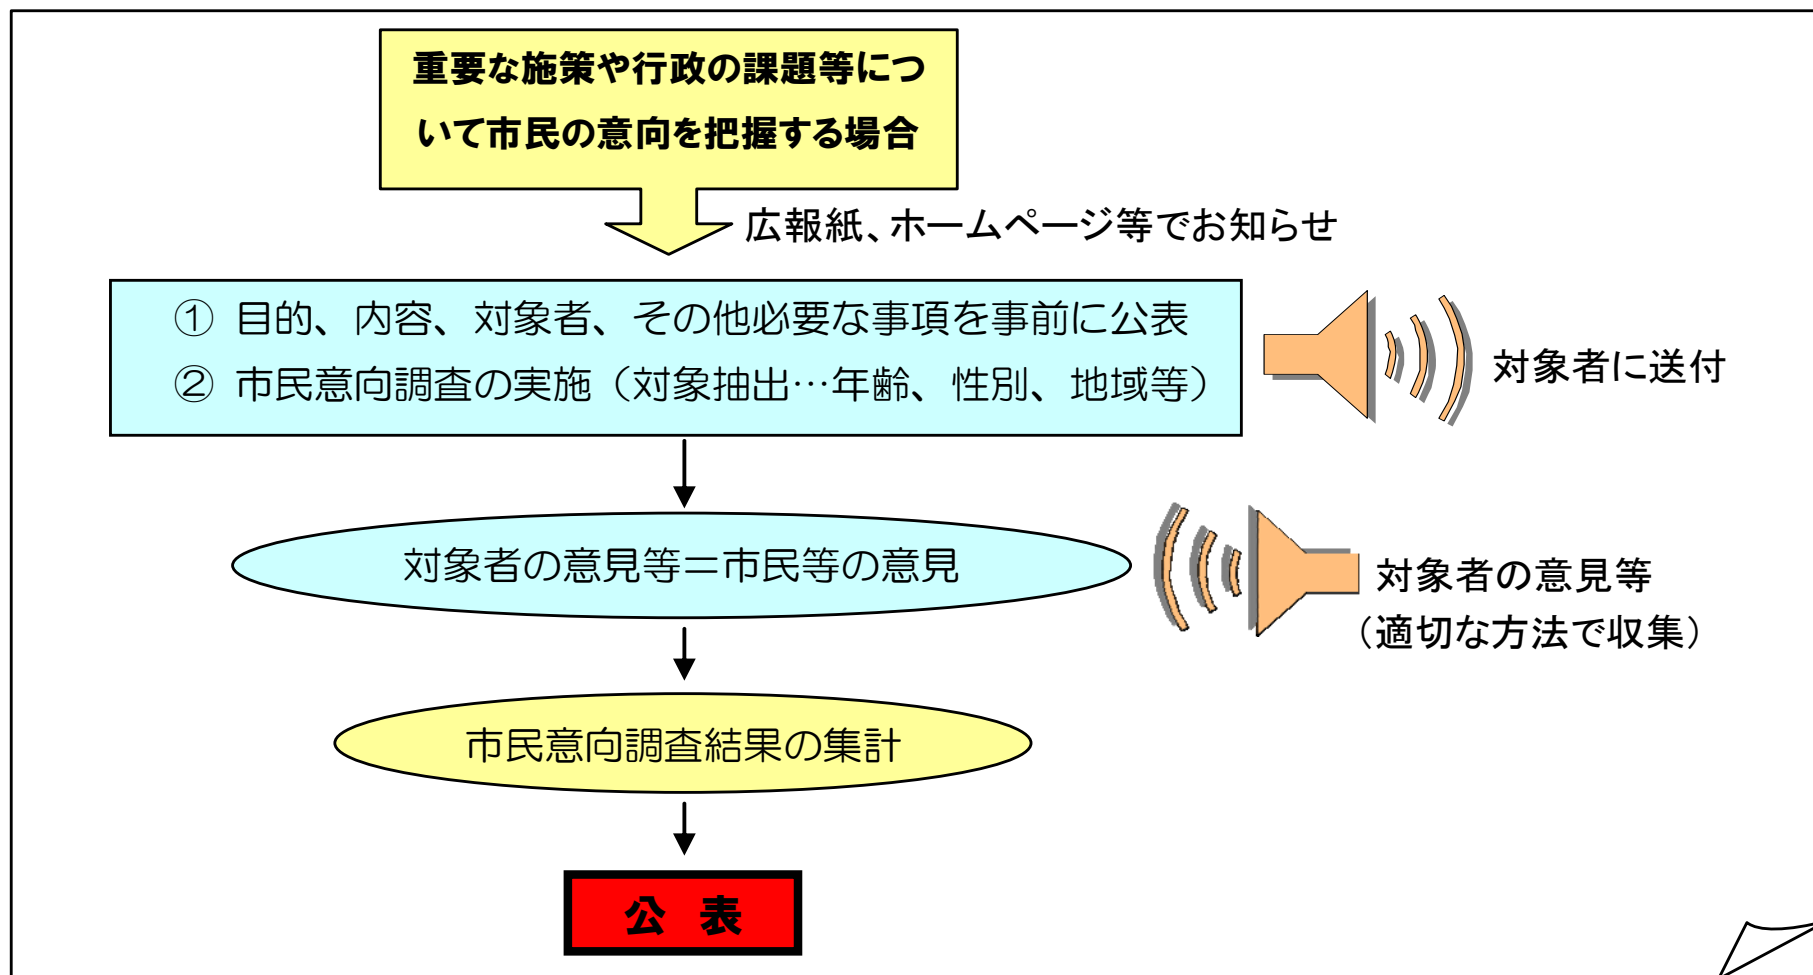 重要な施策や行政の課題等につ
いて市民の意向を把握する場合
広報紙、ホームページ等でお知らせ
① 目的、内容、対象者、その他必要な事項を事前に公表
② 市民意向調査の実施（対象抽出…年齢、性別、地域等）
対象者に送付
対象者の意見等＝市民等の意見
対象者の意見等
（適切な方法で収集）
市民意向調査結果の集計
公 表